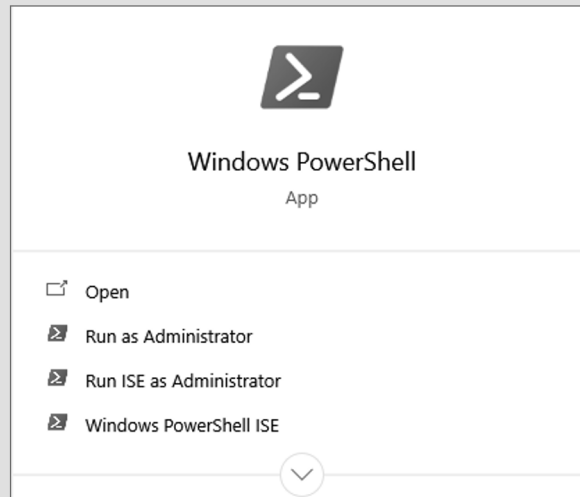 Windows PowerShell
App
Open
Run as Administrator
Run ISE as Administrator
Windows PowerShell ISE